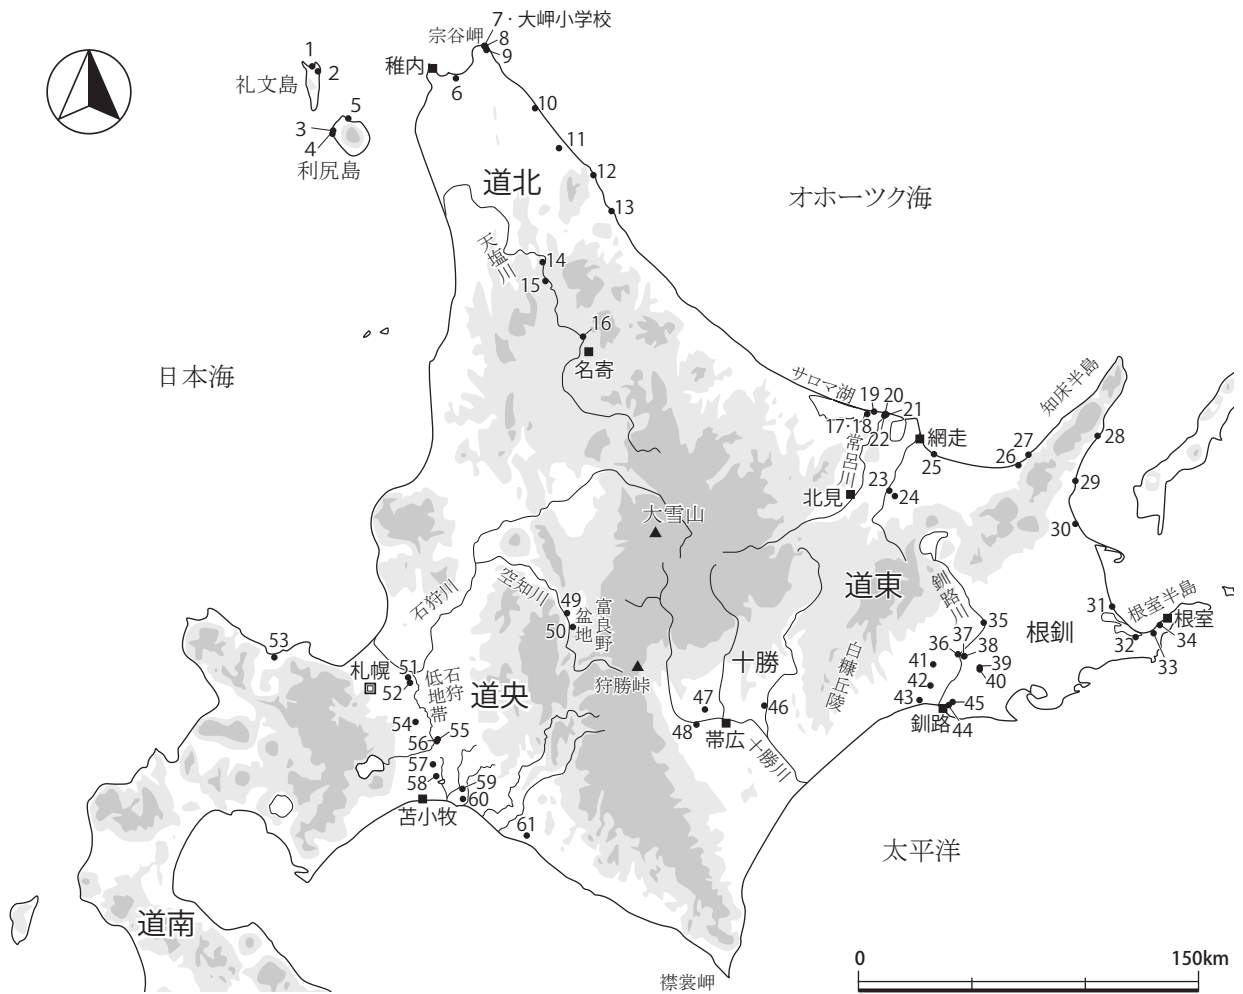 7・大岬小学校
宗谷岬
8
9
1
2
稚内
6
礼文島
5
3
4
利尻島
10
11
12
13
道北
オホーツク海
天塩川
14
15
16
名寄
日本海
サロマ湖
19
20
21
17・18
22
常呂川
網走
25
知床半島
26
27
28
29
30
23
24
北見
大雪山
道東
釧路川
石狩川
空知川
49
50
富良野
盆地
狩勝峠
十勝
白糠丘陵
35
36
37
38
39
40
41
42
43
44
45
釧路
根釧
31
根室半島
根室
32
33
34
53
札幌
51
52
石狩
低地帯
道央
54
55
56
57
58
59
60
苫小牧
61
47
48
46
帯広
十勝川
太平洋
道南
襟裳岬
0
150km